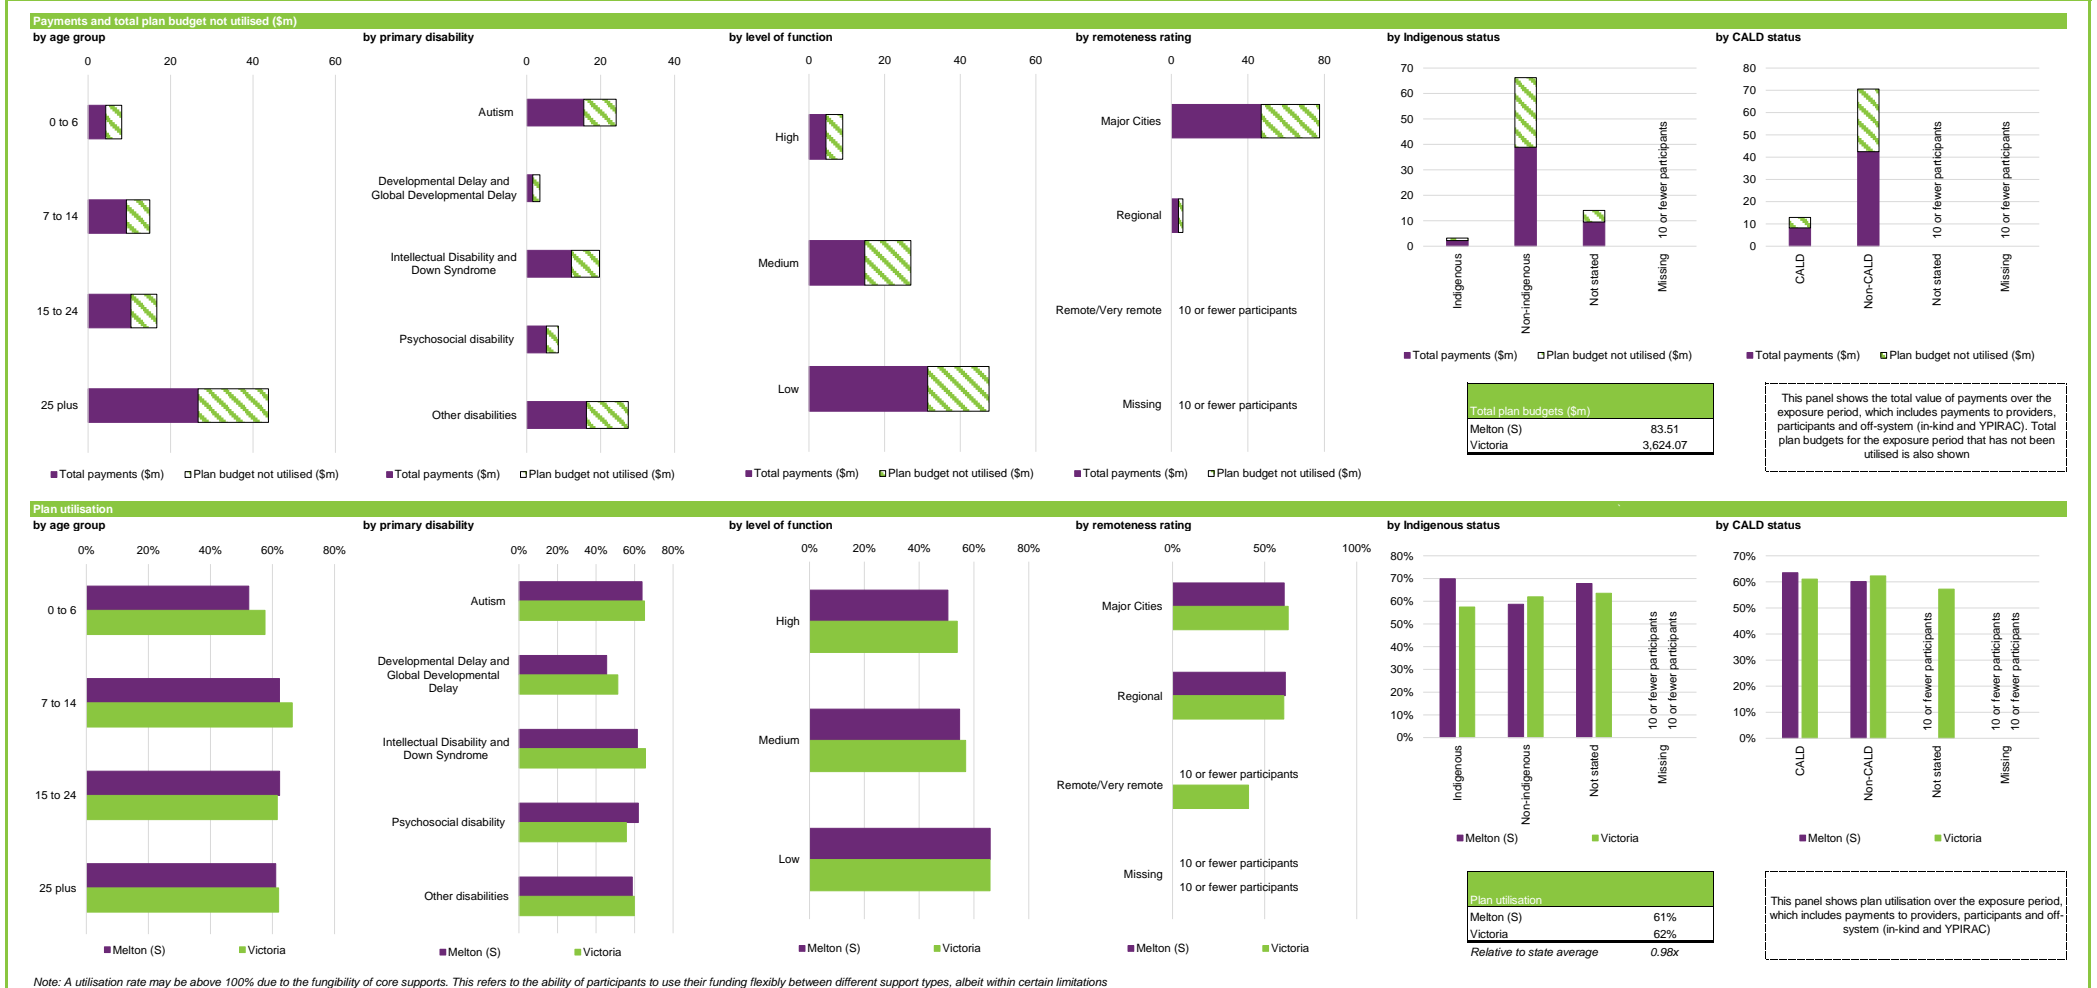 Payments and total plan budget not utilised ($m)
by age group
0
20
40
60
0 to 6
7 to 14
15 to 24
25 plus
Total payments ($m)
Plan budget not utilised ($m)
by primary disability
0
20
40
Autism
Developmental Delay and
Global Developmental Delay
Intellectual Disability and
Down Syndrome
Psychosocial disability
Other disabilities
Total payments ($m)
Plan budget not utilised ($m)
by level of function
0
20
40
60
High
Medium
Low
Total payments ($m)
Plan budget not utilised ($m)
by remoteness rating
0
40
80
Major Cities
Regional
Remote/Very remote
10 or fewer participants
Missing
10 or fewer participants
Total payments ($m)
Plan budget not utilised ($m)
by Indigenous status
70
60
50
40
30
20
10
0
10 or fewer participants
Indigenous
Non-indigenous
Not stated
Missing
Total payments ($m)
Plan budget not utilised ($m)
Total plan budgets ($m)
Melton (S) 83.51
Victoria 3,624.07
by CALD status
80
70
60
50
40
30
20
10
0
10 or fewer participants
10 or fewer participants
CALD
Non-CALD
Not stated
Missing
Total payments ($m)
Plan budget not utilised ($m)
This panel shows the total value of payments over the
exposure period, which includes payments to providers,
participants and off-system (in-kind and YPIRAC). Total
plan budgets for the exposure period that has not been
utilised is also shown
Plan utilisation
by age group
0%
20%
40%
60%
80%
0 to 6
7 to 14
15 to 24
25 plus
Melton (S)
Victoria
by primary disability
0%
20%
40%
60%
80%
Autism
Developmental Delay and
Global Developmental
Delay
Intellectual Disability and
Down Syndrome
Psychosocial disability
Other disabilities
Melton (S)
Victoria
by level of function
0%
20%
40%
60%
80%
High
Medium
Low
Melton (S)
Victoria
by remoteness rating
0%
50%
100%
Major Cities
Regional
Remote/Very remote
10 or fewer participants
Missing
10 or fewer participants
10 or fewer participants
Melton (S)
Victoria
by Indigenous status
80%
70%
60%
50%
40%
30%
20%
10%
0%
10 or fewer participants
10 or fewer participants
Indigenous
Non-indigenous
Not stated
Missing
Melton (S)
Victoria
Plan utilisation
Melton (S) 61%
Victoria 62%
Relative to state average 0.98x
by CALD status
70%
60%
50%
40%
30%
20%
10%
0%
10 or fewer participants
10 or fewer participants
10 or fewer participants
CALD
Non-CALD
Not stated
Missing
Melton (S)
Victoria
This panel shows plan utilisation over the exposure period,
which includes payments to providers, participants and off-
system (in-kind and YPIRAC)
Note: A utilisation rate may be above 100% due to the fungibility of core supports. This refers to the ability of participants to use their funding flexibly between different support types, albeit within certain limitations